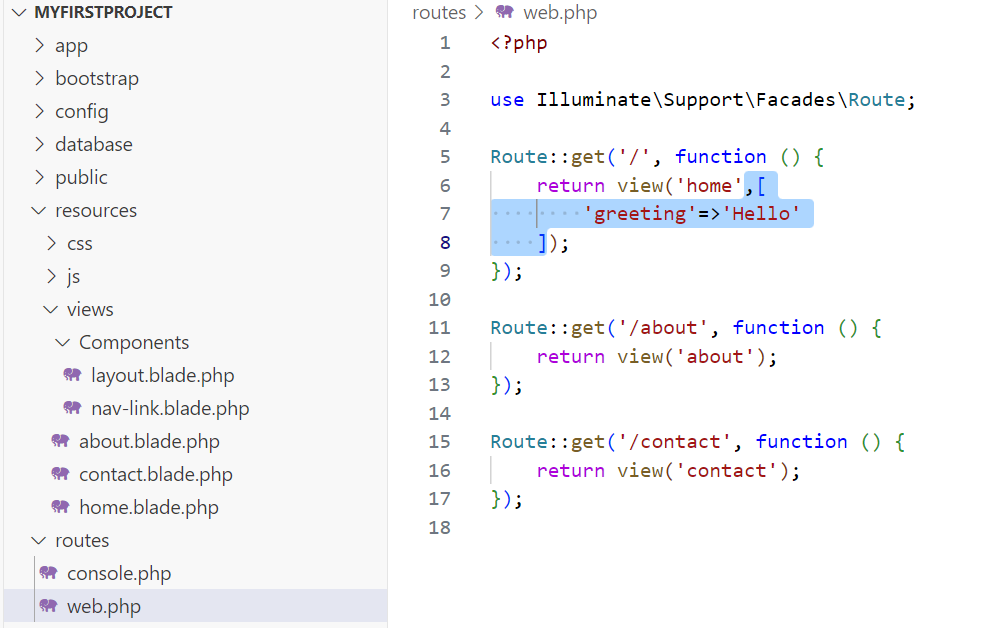 MYFIRSTPROJECT
app
bootstrap
config
database
public
resources
css
js
views
Components
layout.blade.php
nav-link.blade.php
about.blade.php
contact.blade.php
home.blade.php
routes
console.php
web.php
routes > web.php
1 <?php
2
3 use Illuminate\Support\Facades\Route;
4
5 Route::get('/', function () {
6     return view('home',[
7 ········'greeting'=>'Hello'
8 ····]);
9 });
10
11 Route::get('/about', function () {
12     return view('about');
13 });
14
15 Route::get('/contact', function () {
16     return view('contact');
17 });
18